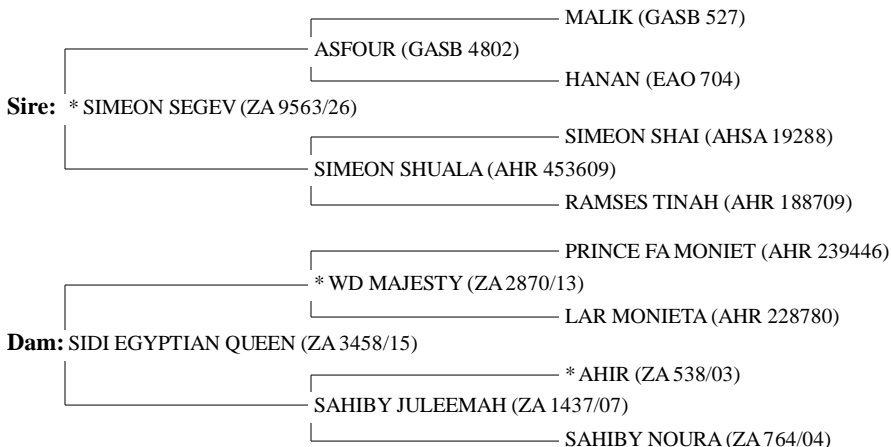 MALIK (GASB 527)
ASFOUR (GASB 4802)
HANAN (EAO 704)
Sire: * SIMEON SEGEV (ZA 9563/26)
SIMEON SHAI (AHSA 19288)
SIMEON SHUALA (AHR 453609)
RAMSES TINAH (AHR 188709)
PRINCE FA MONIET (AHR 239446)
* WD MAJESTY (ZA 2870/13)
LAR MONIETA (AHR 228780)
Dam: SIDI EGYPTIAN QUEEN (ZA 3458/15)
* AHIR (ZA 538/03)
SAHIBY JULEEMAH (ZA 1437/07)
SAHIBY NOURA (ZA 764/04)